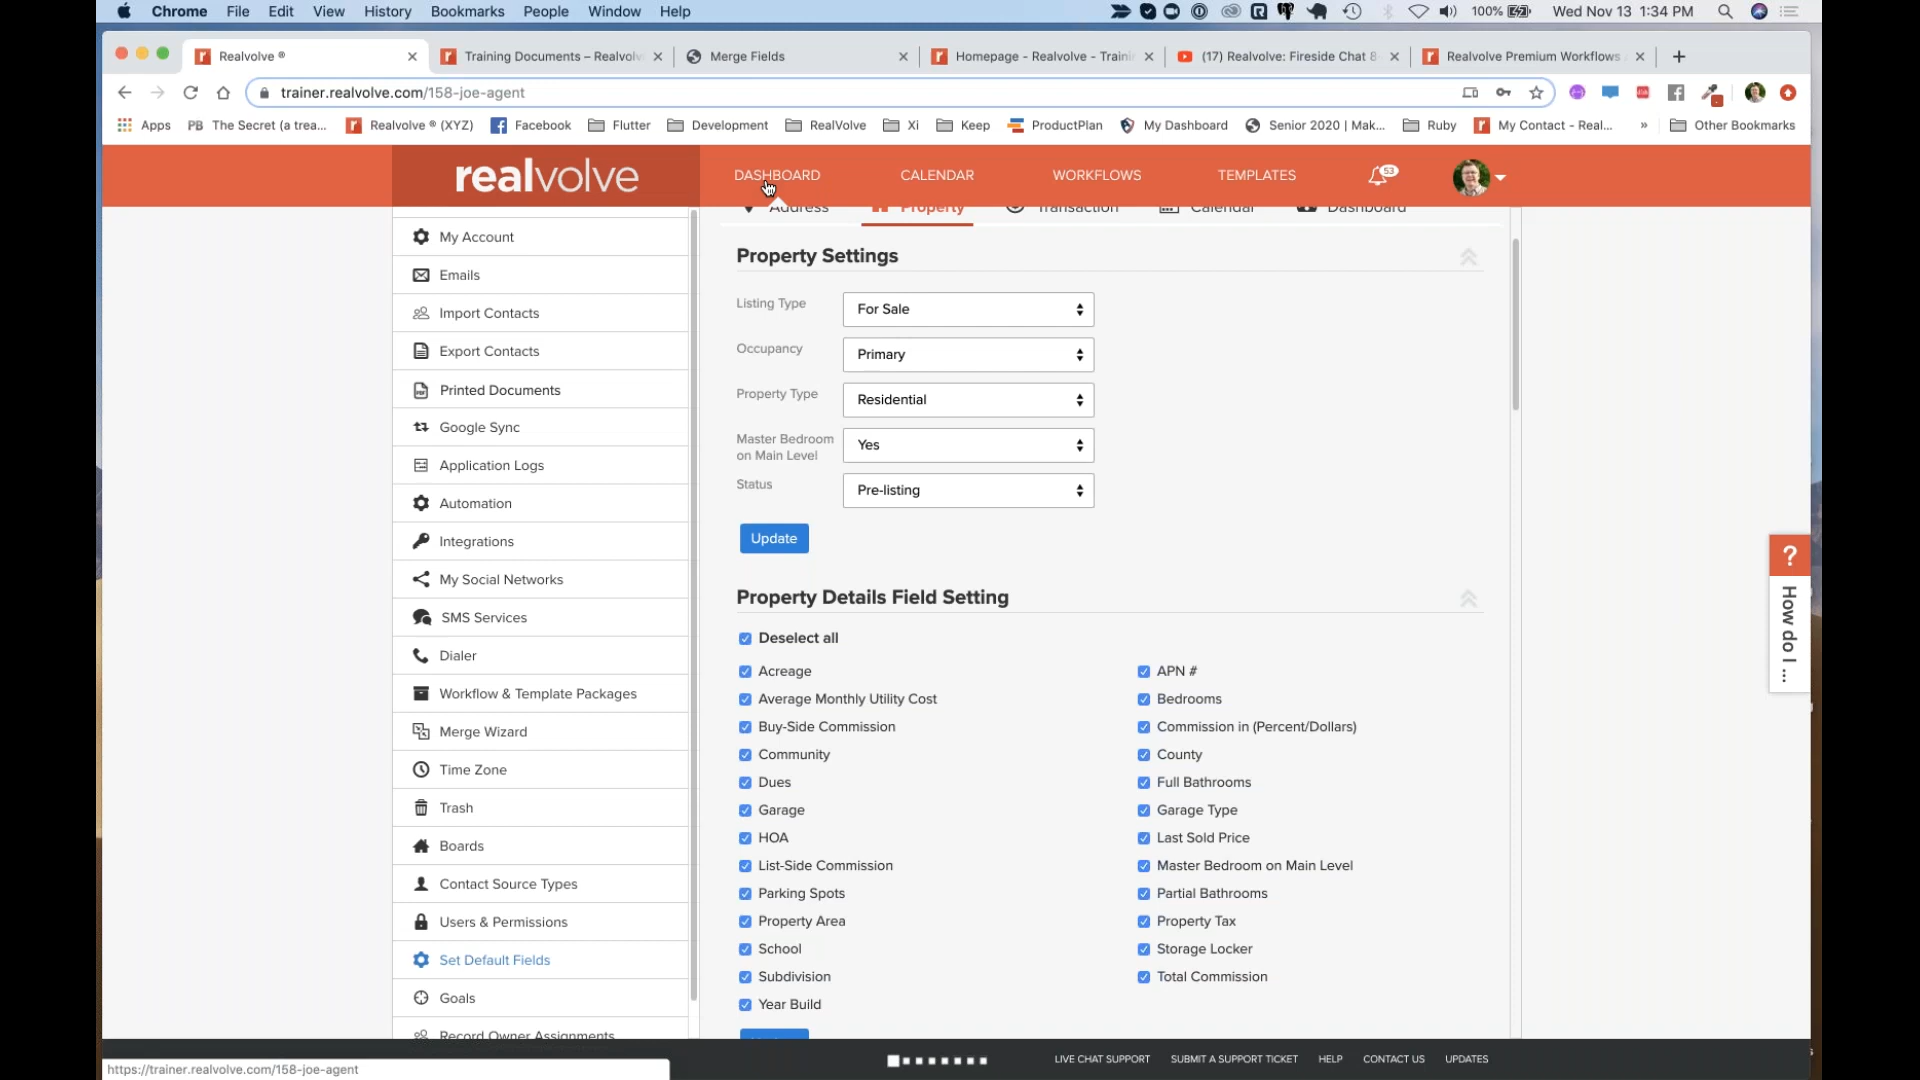 Chrome File Edit View History Bookmarks People Window Help 100% Wed Nov 13 1:34 PM
Realvolve ® Training Documents – Realvolv Merge Fields Homepage - Realvolve - Traini (17) Realvolve: Fireside Chat 8- Realvolve Premium Workflows
trainer.realvolve.com/158-joe-agent
Apps PB The Secret (a trea... Realvolve ® (XYZ) Facebook Flutter Development RealVolve Xi Keep ProductPlan My Dashboard Senior 2020 | Mak... Ruby My Contact - Real... » Other Bookmarks
realvolve DASHBOARD CALENDAR WORKFLOWS TEMPLATES 53
Address Property Transaction Calendar Dashboard
My Account
Emails
Import Contacts
Export Contacts
Printed Documents
Google Sync
Application Logs
Automation
Integrations
My Social Networks
SMS Services
Dialer
Workflow & Template Packages
Merge Wizard
Time Zone
Trash
Boards
Contact Source Types
Users & Permissions
Set Default Fields
Goals
Record Owner Assignments
Property Settings
Listing Type For Sale
Occupancy Primary
Property Type Residential
Master Bedroom
on Main Level Yes
Status Pre-listing
Update
Property Details Field Setting
Deselect all
Acreage APN #
Average Monthly Utility Cost Bedrooms
Buy-Side Commission Commission in (Percent/Dollars)
Community County
Dues Full Bathrooms
Garage Garage Type
HOA Last Sold Price
List-Side Commission Master Bedroom on Main Level
Parking Spots Partial Bathrooms
Property Area Property Tax
School Storage Locker
Subdivision Total Commission
Year Build
? How do I ...
LIVE CHAT SUPPORT SUBMIT A SUPPORT TICKET HELP CONTACT US UPDATES
https://trainer.realvolve.com/158-joe-agent